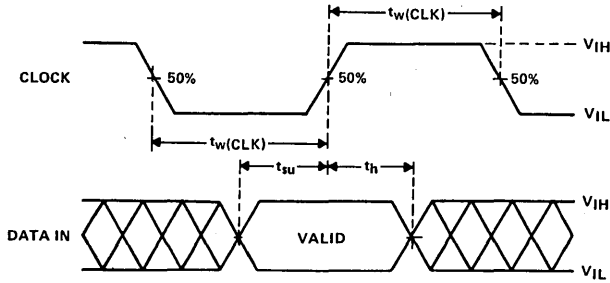 tw(CLK)
VIH
CLOCK
50%
50%
50%
VIL
tw(CLK)
tsu
th
VIH
DATA IN
VALID
VIL